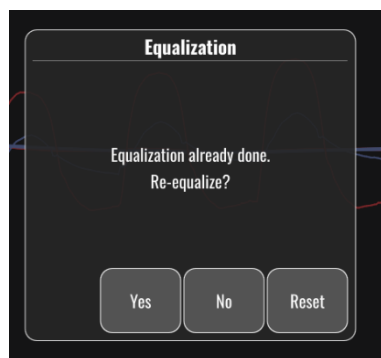 Equalization
Equalization already done.
Re-equalize?
Yes No Reset